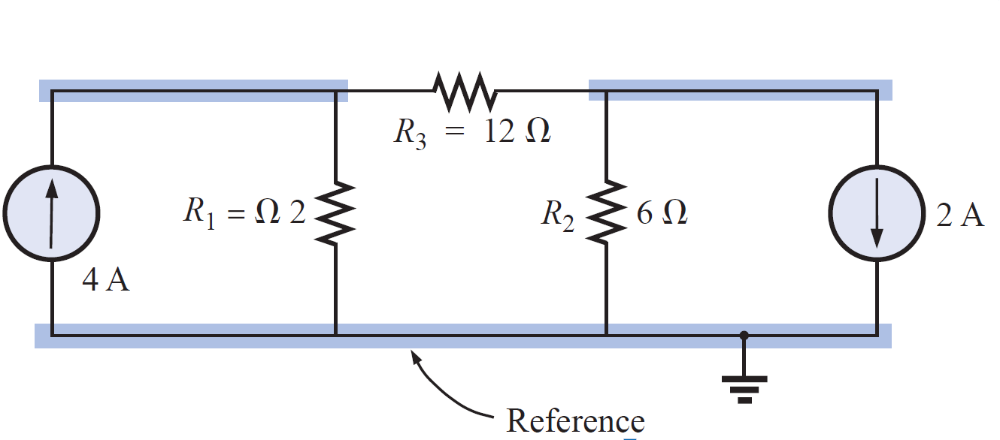 R3 = 12 Ω
R1 = Ω 2
R2 6 Ω
2 A
4 A
Reference